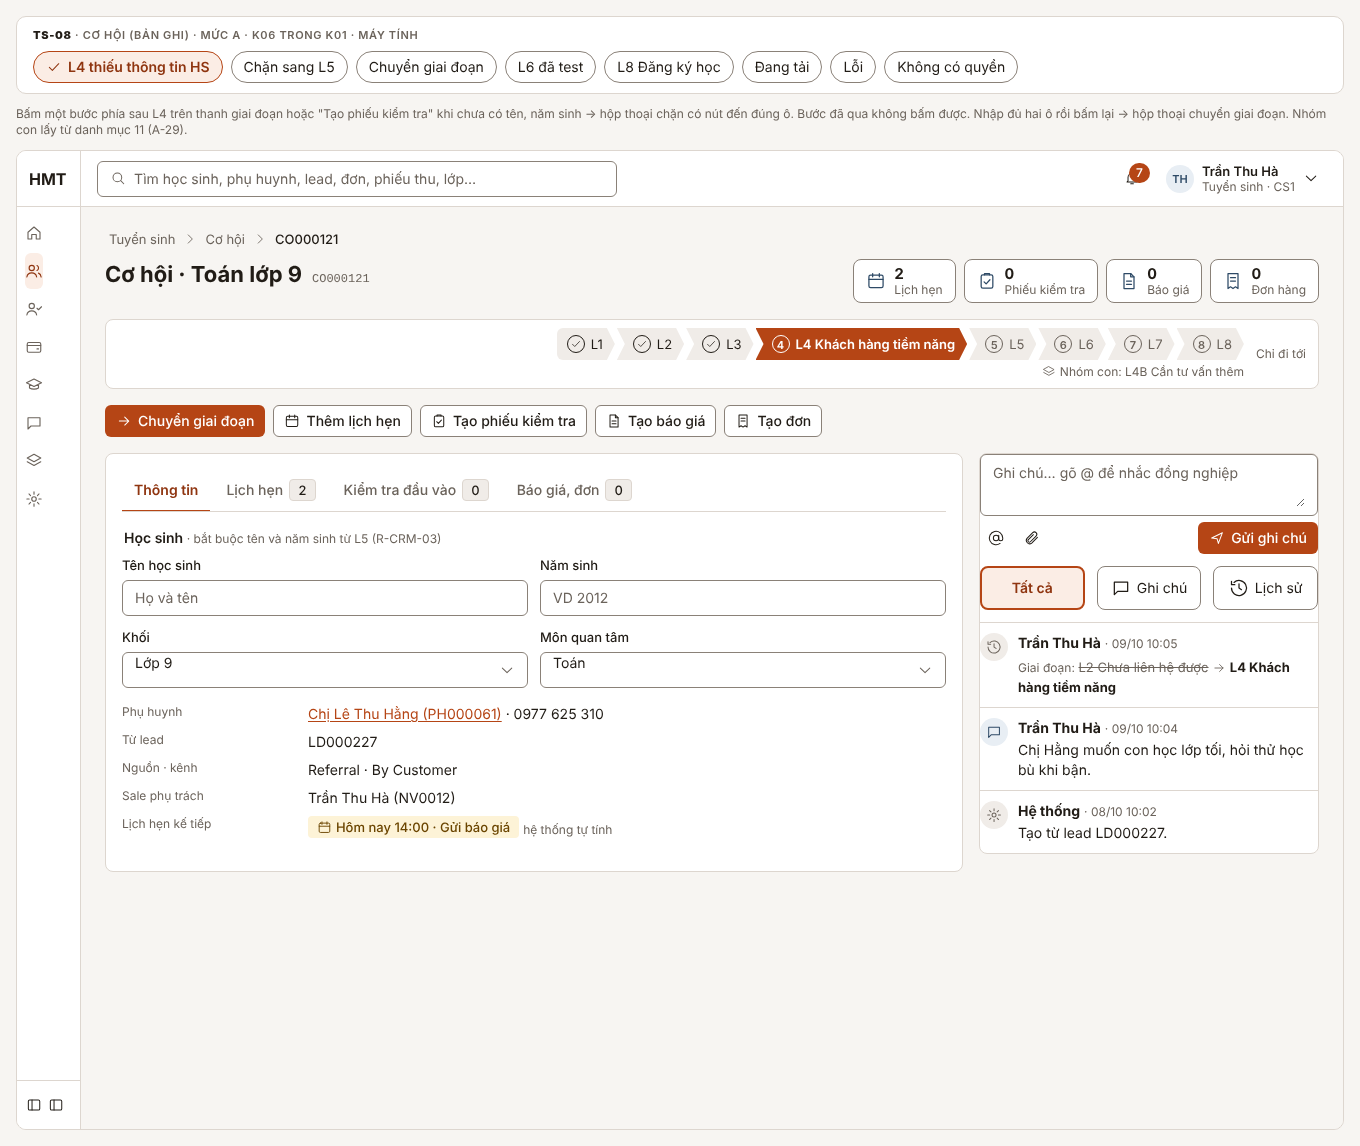 TS-08 · CƠ HỘI (BẢN GHI) · MỨC A · K06 TRONG K01 · MÁY TÍNH
L4 thiếu thông tin HS
Chặn sang L5
Chuyển giai đoạn
L6 đã test
L8 Đăng ký học
Đang tải
Lỗi
Không có quyền
Bấm một bước phía sau L4 trên thanh giai đoạn hoặc "Tạo phiếu kiểm tra" khi chưa có tên, năm sinh → hộp thoại chặn có nút đến đúng ô. Bước đã qua không bấm được. Nhập đủ hai ô rồi bấm lại → hộp thoại chuyển giai đoạn. Nhóm
con lấy từ danh mục 11 (A-29).
HMT
Tìm học sinh, phụ huynh, lead, đơn, phiếu thu, lớp...
7
TH
Trần Thu Hà
Tuyển sinh · CS1
Tuyển sinh
Cơ hội
CO000121
Cơ hội · Toán lớp 9 CO000121
2
Lịch hẹn
0
Phiếu kiểm tra
0
Báo giá
0
Đơn hàng
L1
L2
L3
4 L4 Khách hàng tiềm năng
5 L5
6 L6
7 L7
8 L8
Chỉ đi tới
Nhóm con: L4B Cần tư vấn thêm
Chuyển giai đoạn
Thêm lịch hẹn
Tạo phiếu kiểm tra
Tạo báo giá
Tạo đơn
Thông tin
Lịch hẹn 2
Kiểm tra đầu vào 0
Báo giá, đơn 0
Học sinh · bắt buộc tên và năm sinh từ L5 (R-CRM-03)
Tên học sinh
Năm sinh
Họ và tên
VD 2012
Khối
Môn quan tâm
Lớp 9
Toán
Phụ huynh
Chị Lê Thu Hằng (PH000061) · 0977 625 310
Từ lead
LD000227
Nguồn · kênh
Referral · By Customer
Sale phụ trách
Trần Thu Hà (NV0012)
Lịch hẹn kế tiếp
Hôm nay 14:00 · Gửi báo giá
hệ thống tự tính
Ghi chú... gõ @ để nhắc đồng nghiệp
@
Gửi ghi chú
Tất cả
Ghi chú
Lịch sử
Trần Thu Hà · 09/10 10:05
Giai đoạn: L2 Chưa liên hệ được → L4 Khách
hàng tiềm năng
Trần Thu Hà · 09/10 10:04
Chị Hằng muốn con học lớp tối, hỏi thử học
bù khi bận.
Hệ thống · 08/10 10:02
Tạo từ lead LD000227.